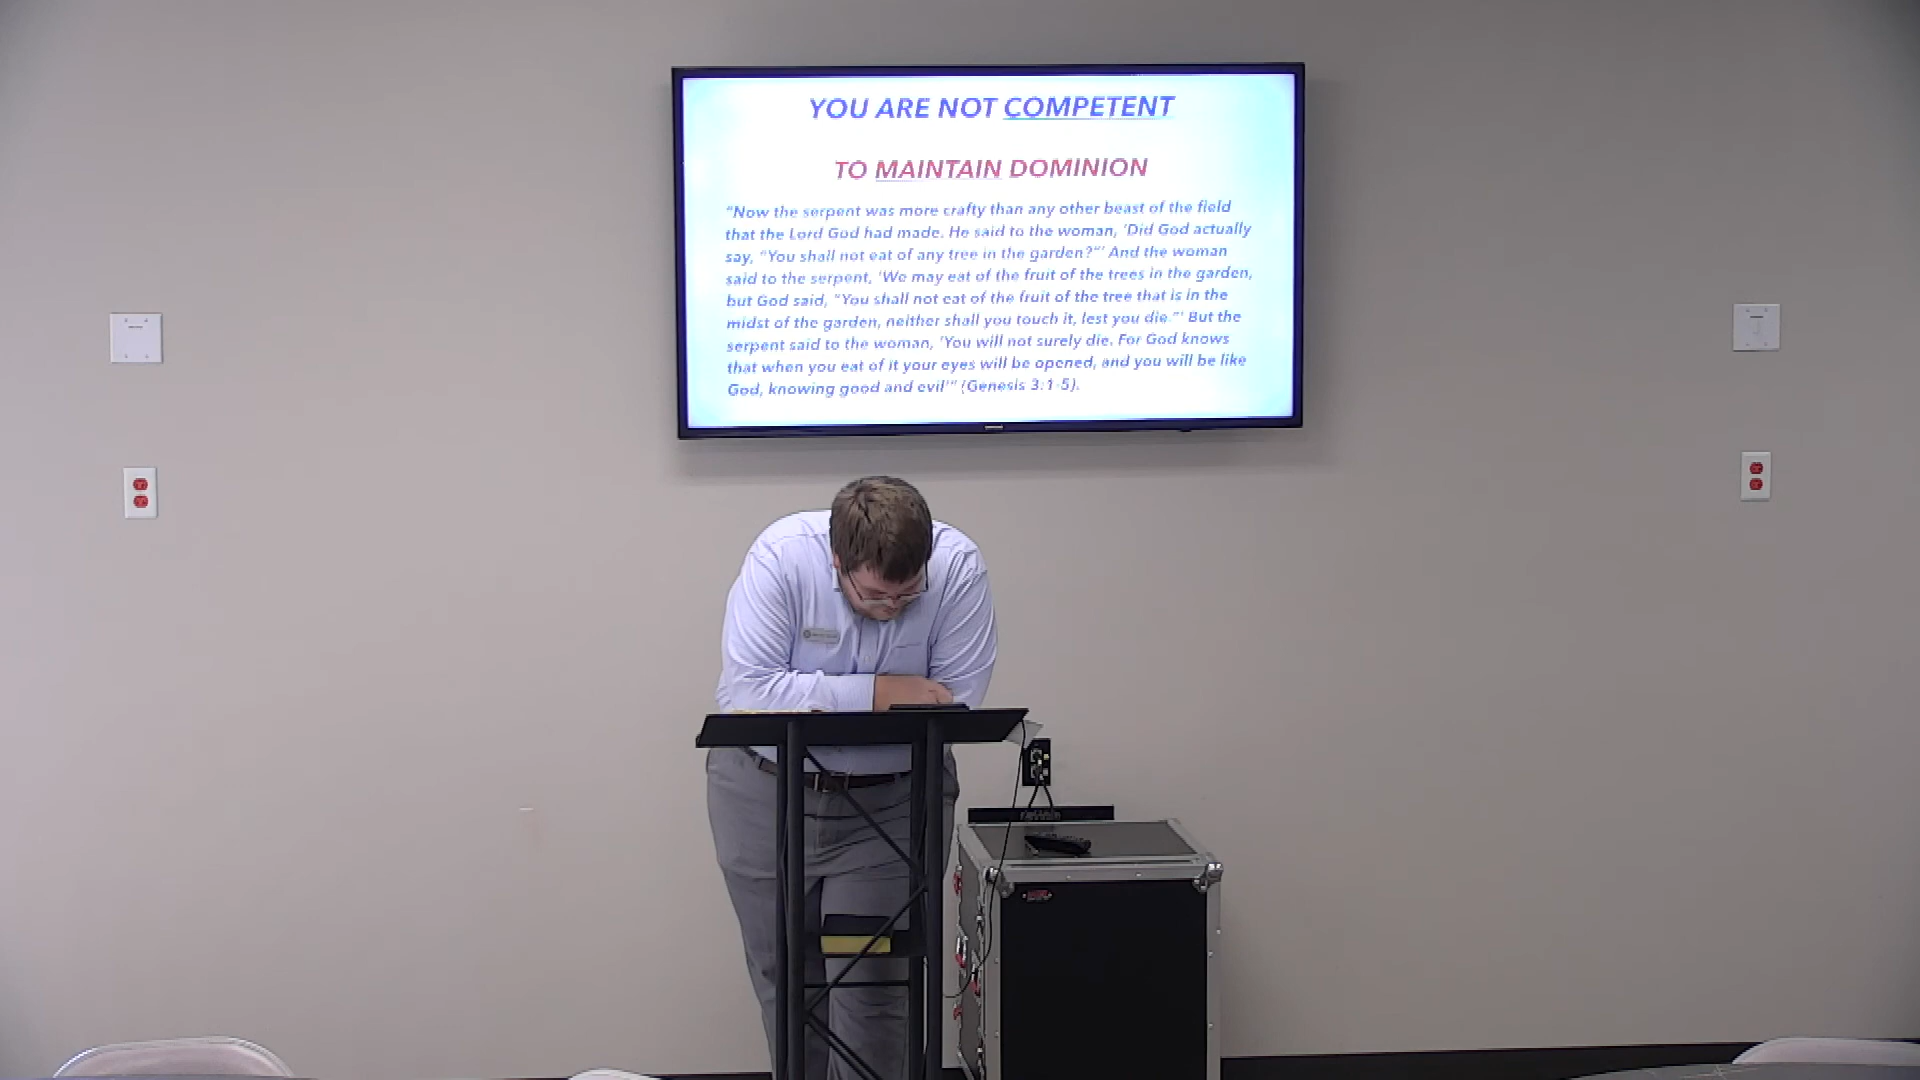 YOU ARE NOT COMPETENT
TO MAINTAIN DOMINION
"Now the serpent was more crafty than any other beast of the field
that the Lord God had made. He said to the woman, 'Did God actually
say, "You shall not eat of any tree in the garden?"' And the woman
said to the serpent, 'We may eat of the fruit of the trees in the garden,
but God said, "You shall not eat of the fruit of the tree that is in the
midst of the garden, neither shall you touch it, lest you die."' But the
serpent said to the woman, 'You will not surely die. For God knows
that when you eat of it your eyes will be opened, and you will be like
God, knowing good and evil'" (Genesis 3:1-5).